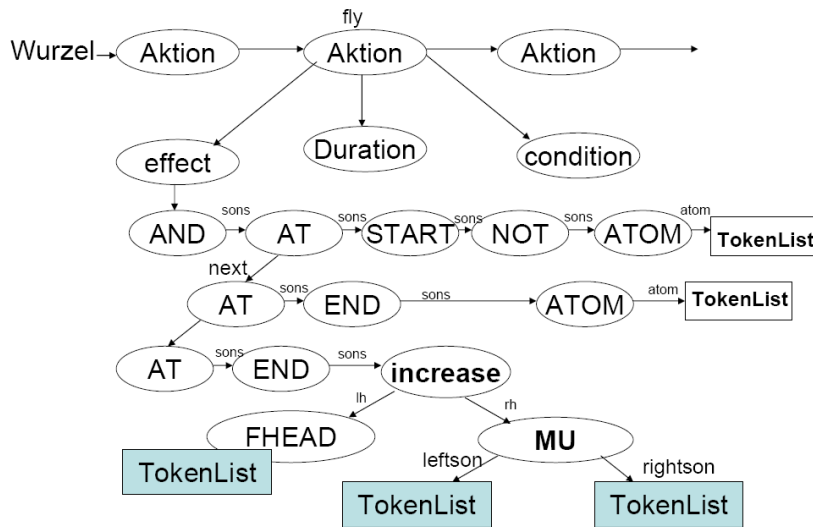 fly
Wurzel Aktion Aktion Aktion
effect Duration condition
sons sons sons sons atom
AND AT START NOT ATOM TokenList
next
sons sons atom
AT END ATOM TokenList
sons sons
AT END increase
lh rh
FHEAD MU
TokenList leftson rightson
TokenList TokenList